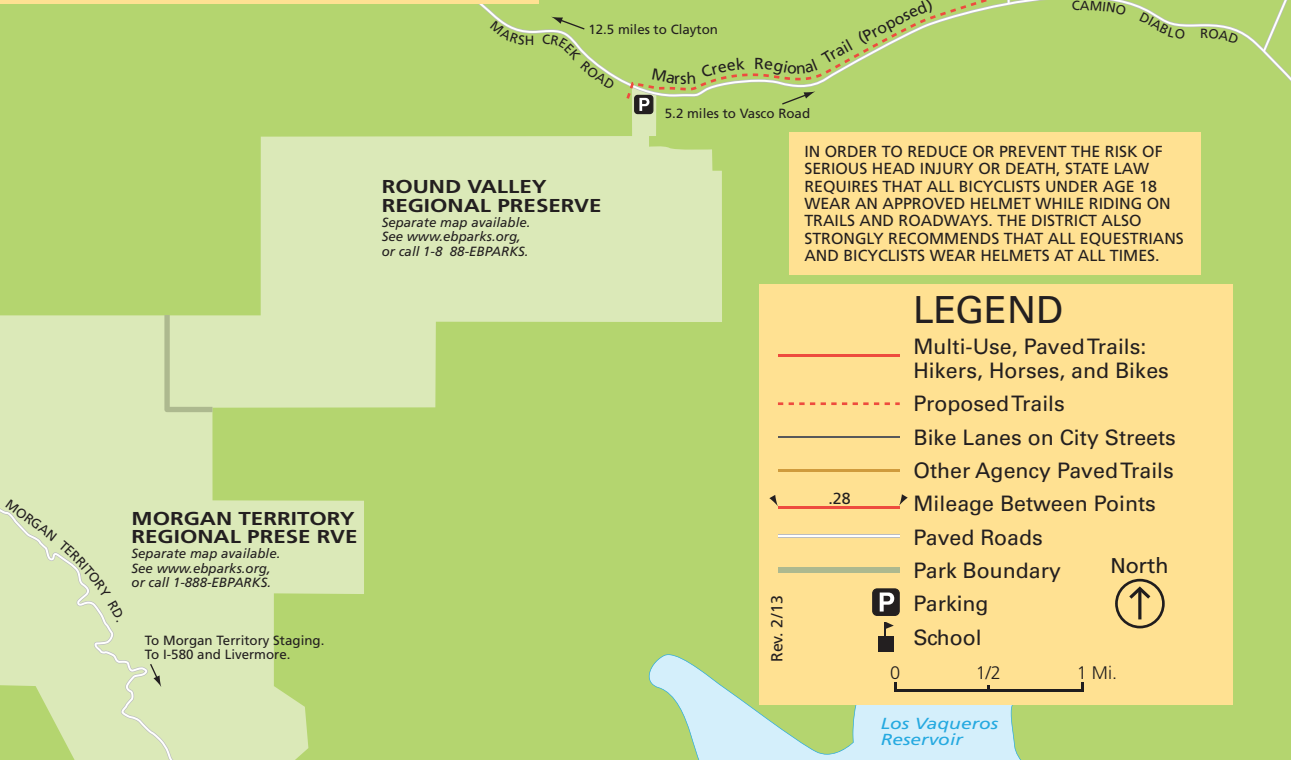 12.5 miles to Clayton
MARSH CREEK ROAD
Marsh Creek Regional Trail (Proposed)
CAMINO DIABLO ROAD
P
5.2 miles to Vasco Road
IN ORDER TO REDUCE OR PREVENT THE RISK OF
SERIOUS HEAD INJURY OR DEATH, STATE LAW
REQUIRES THAT ALL BICYCLISTS UNDER AGE 18
WEAR AN APPROVED HELMET WHILE RIDING ON
TRAILS AND ROADWAYS. THE DISTRICT ALSO
STRONGLY RECOMMENDS THAT ALL EQUESTRIANS
AND BICYCLISTS WEAR HELMETS AT ALL TIMES.
ROUND VALLEY
REGIONAL PRESERVE
Separate map available.
See www.ebparks.org,
or call 1-8 88-EBPARKS.
LEGEND
Multi-Use, Paved Trails:
Hikers, Horses, and Bikes
Proposed Trails
Bike Lanes on City Streets
Other Agency Paved Trails
.28
Mileage Between Points
Paved Roads
Park Boundary
P
Parking
School
North
Rev. 2/13
0 1/2 1 Mi.
MORGAN TERRITORY RD.
MORGAN TERRITORY
REGIONAL PRESE RVE
Separate map available.
See www.ebparks.org,
or call 1-888-EBPARKS.
To Morgan Territory Staging.
To I-580 and Livermore.
Los Vaqueros
Reservoir